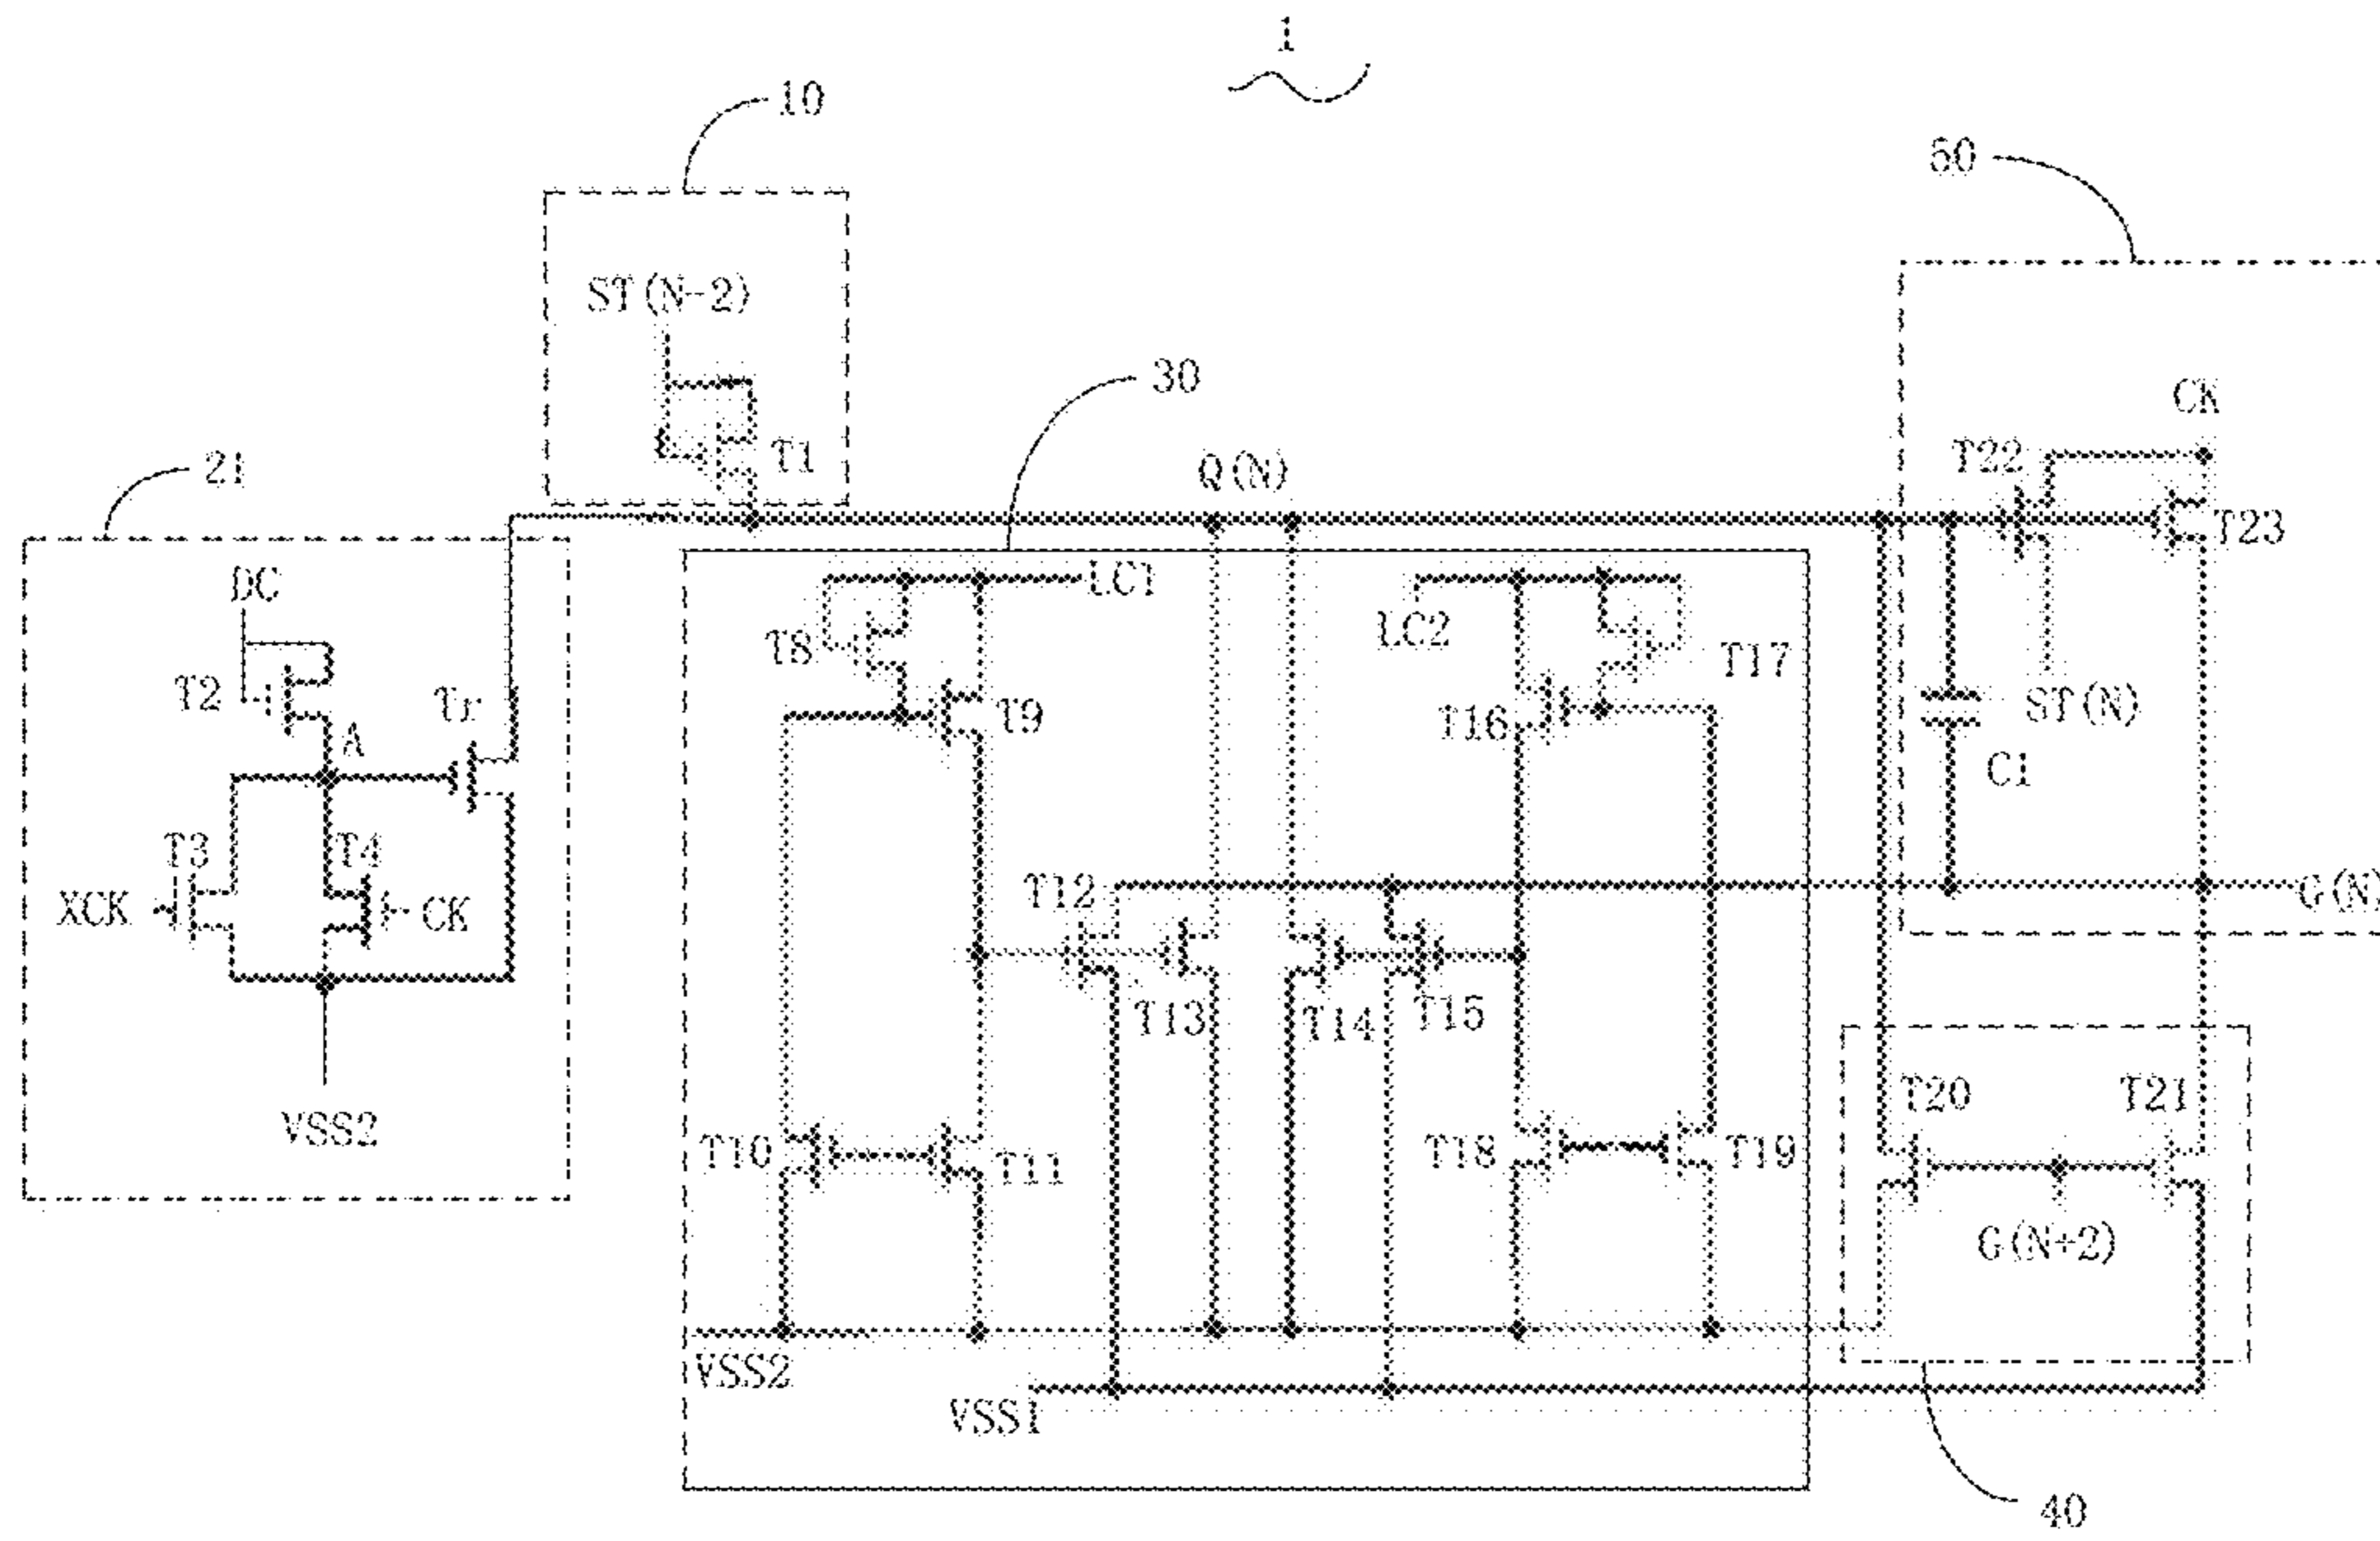 1
10
50
ST(N-2)
30
CK
21
T1
Q(N)
T22
T23
DC
LC1
T8
LC2
T17
T2
Tr
A
T9
T16
ST(N)
C1
T3
T4
XCK
CK
T12
G(N)
T13
T14
T15
VSS2
T10
T11
T18
T19
T20
T21
G(N+2)
VSS2
VSS1
40